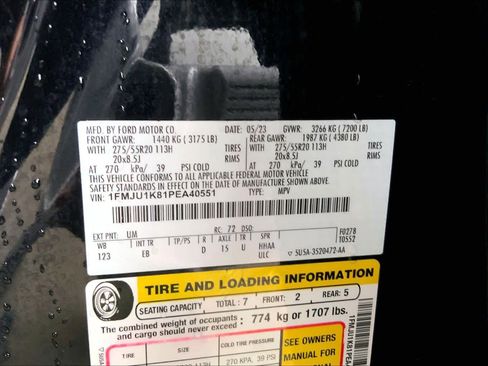 MFD. BY FORD MOTOR CO. DATE: 05/23 GVWR: 3266 KG (7200 LB)
FRONT GAWR: 1440 KG (3175 LB) REAR GAWR: 1987 KG (4380 LB)
WITH 275/55R20 113H TIRES WITH 275/55R20 113H TIRES
20x8.5J RIMS 20x8.5J RIMS
AT 270 kPa/ 39 PSI COLD AT 270 kPa/ 39 PSI COLD
THIS VEHICLE CONFORMS TO ALL APPLICABLE FEDERAL MOTOR VEHICLE
SAFETY STANDARDS IN EFFECT ON THE DATE OF MANUFACTURE SHOWN ABOVE.
VIN: 1FMJU1K81PEA40551 TYPE: MPV
EXT PNT: UM RC: 72 DSO: F0278
WB INT TR TP/PS R AXLE TR SPR T0552
123 EB D 15 U HHAA
ULC 5U5A-3520472-AA
TIRE AND LOADING INFORMATION
SEATING CAPACITY TOTAL: 7 FRONT: 2 REAR: 5
The combined weight of occupants
and cargo should never exceed: 774 kg or 1707 lbs.
TIRE SIZE COLD TIRE PRESSURE
270 KPA, 39 PSI
SEE OWNERS
MANUAL FOR
1FMJU1K81PEA